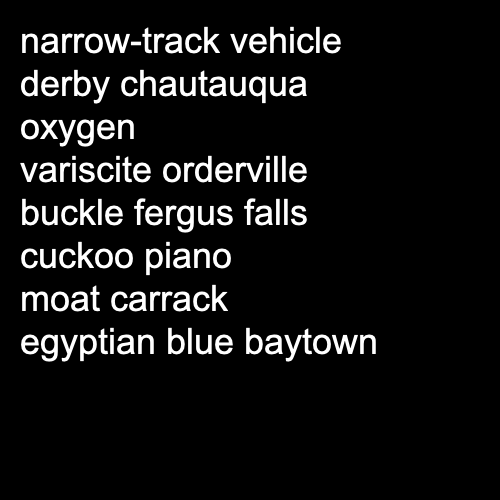 narrow-track vehicle
derby chautauqua
oxygen
variscite orderville
buckle fergus falls
cuckoo piano
moat carrack
egyptian blue baytown